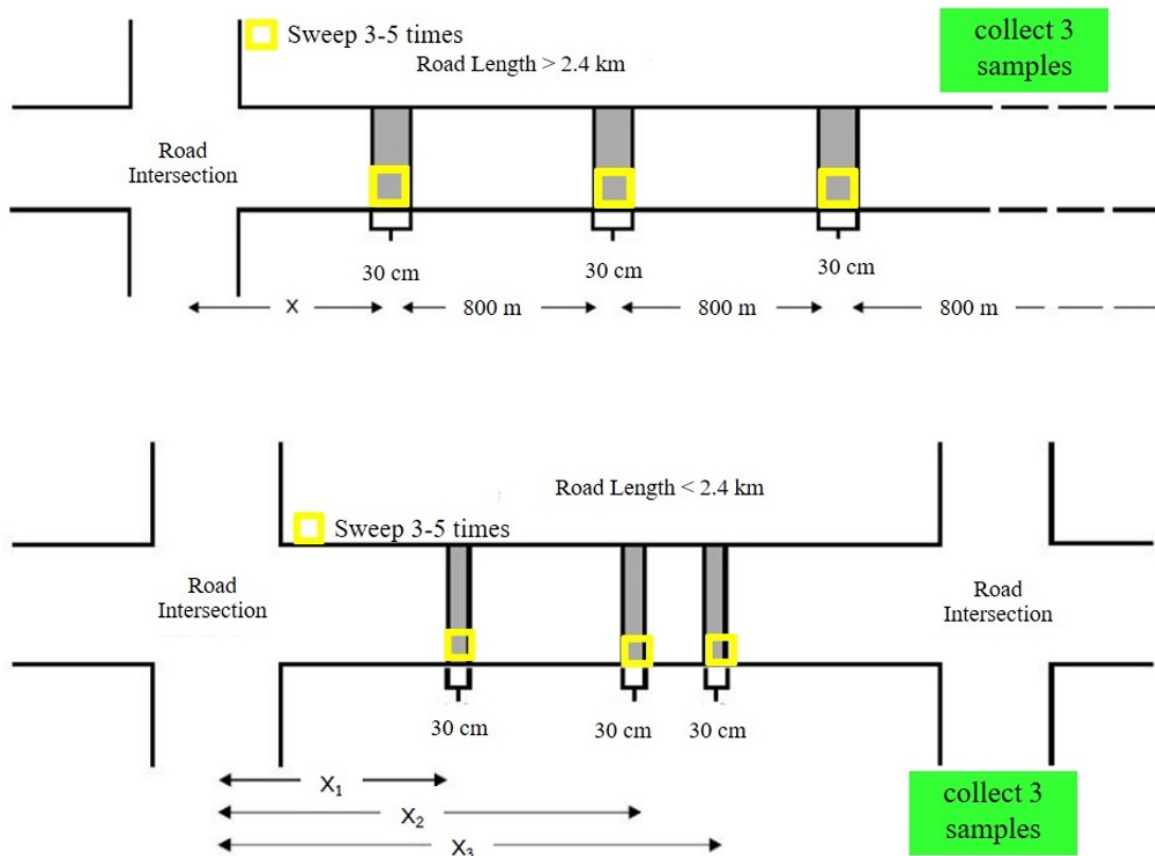 Sweep 3-5 times
collect 3
samples
Road Length > 2.4 km
Road
Intersection
30 cm
30 cm
30 cm
X
800 m
800 m
800 m
Road Length < 2.4 km
Sweep 3-5 times
Road
Intersection
Road
Intersection
30 cm
30 cm
30 cm
X₁
X₂
X₃
collect 3
samples